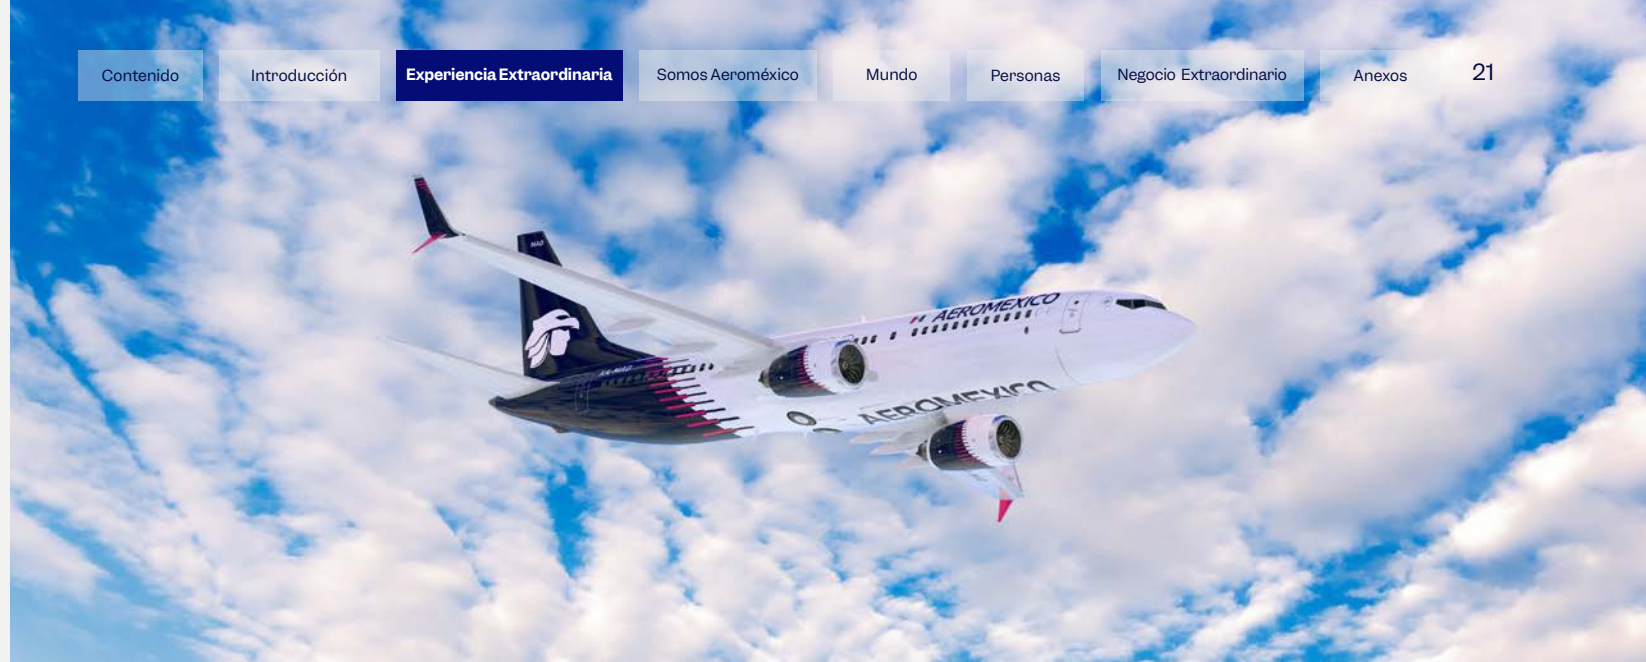 Contenido
Introducción
Experiencia Extraordinaria
Somos Aeroméxico
Mundo
Personas
Negocio Extraordinario
Anexos
21
AEROMEXICO
AEROMEXICO